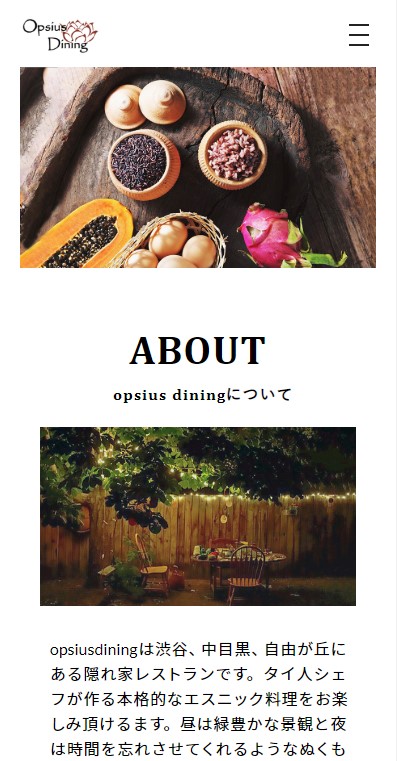 Opsius
Dining
ABOUT
opsius diningについて
opsiusdiningは渋谷、中目黒、自由が丘に
ある隠れ家レストランです。タイ人シェ
フが作る本格的なエスニック料理をお楽
しみ頂けるます。昼は緑豊かな景観と夜
は時間を忘れさせてくれるようなぬくも